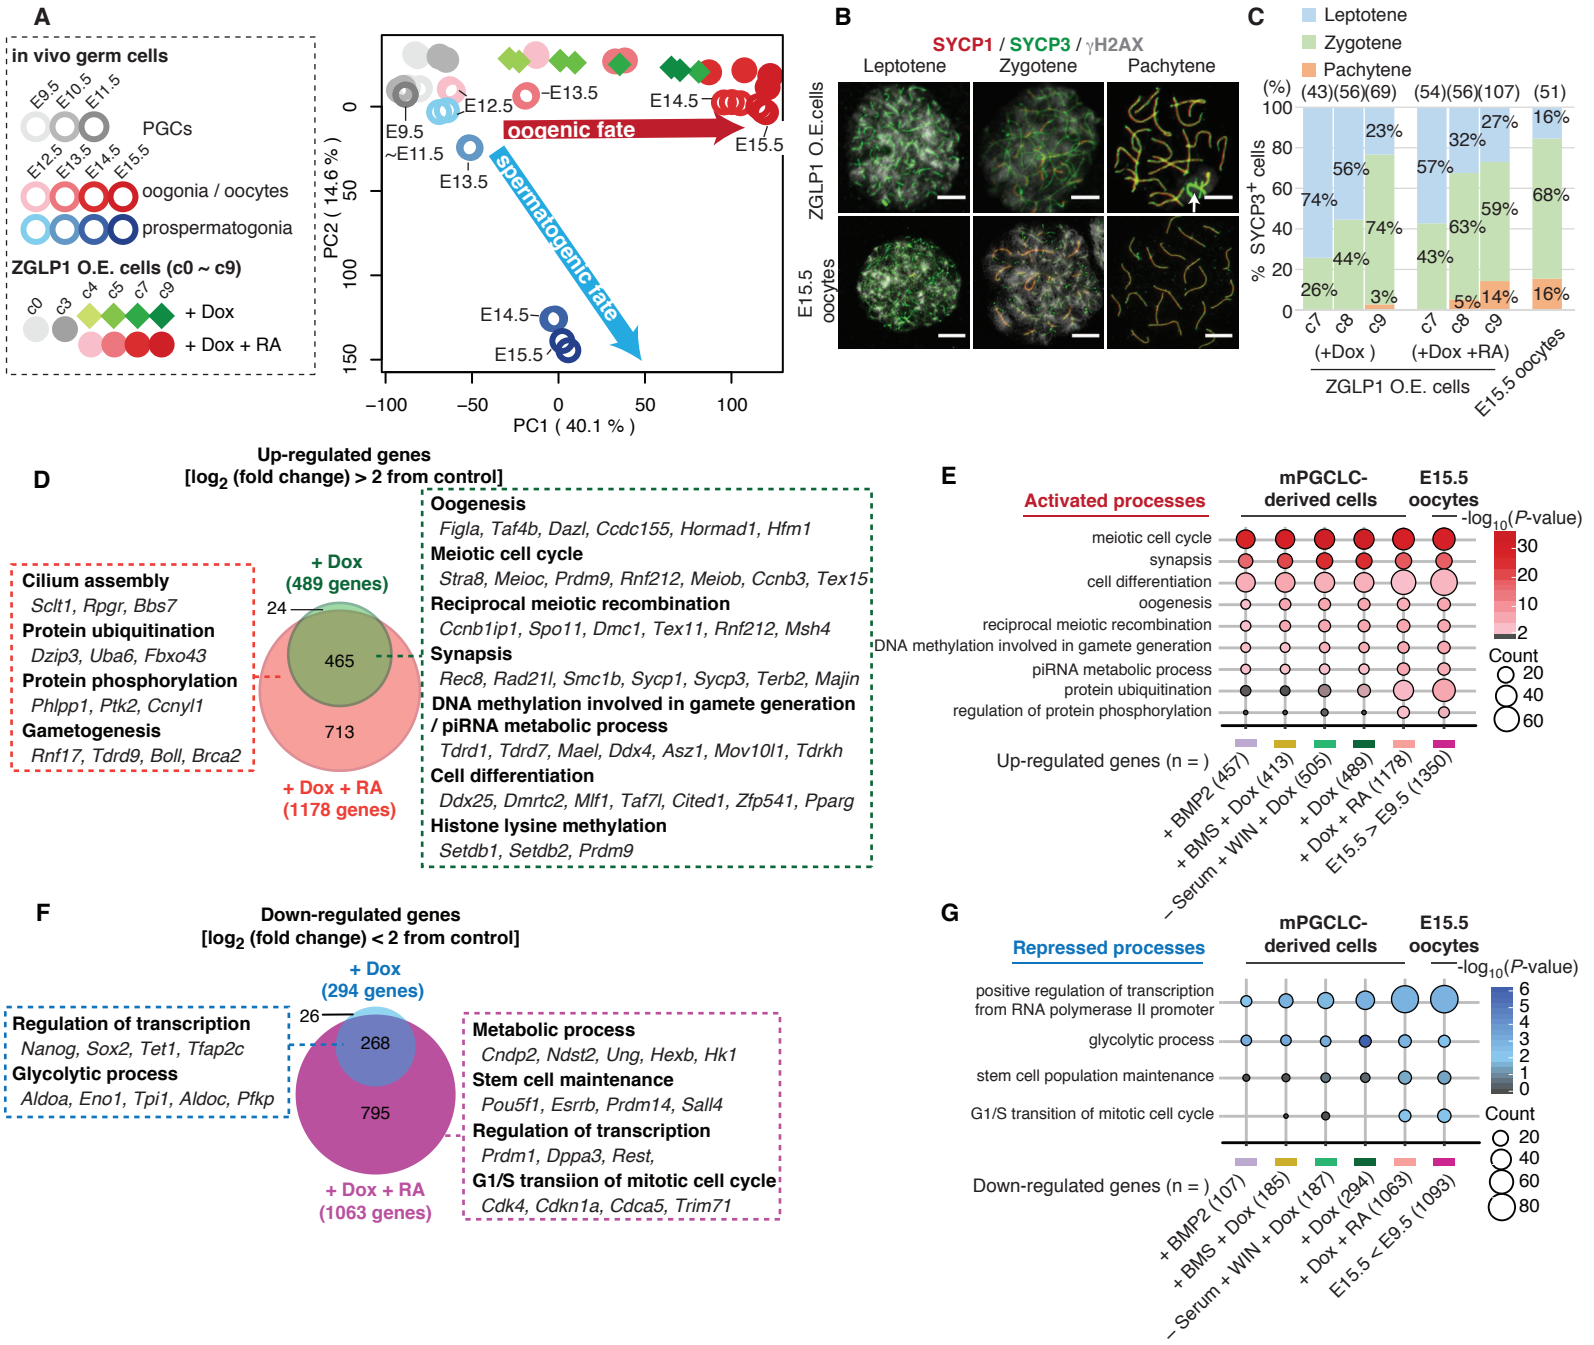 A
in vivo germ cells
E9.5 E10.5 E11.5
PGCs
E12.5 E13.5 E14.5 E15.5
oogonia / oocytes
prospermatogonia
ZGLP1 O.E. cells (c0 ~ c9)
c0 c3 c4 c5 c7 c9
+ Dox
+ Dox + RA
PC2 ( 14.6 % )
0
50
100
150
−100 −50 0 50 100
PC1 ( 40.1 % )
E9.5
~E11.5
E12.5
E13.5
E13.5
E14.5
E15.5
oogenic fate
spermatogenic fate
E14.5
E15.5
B
SYCP1 / SYCP3 / γH2AX
Leptotene Zygotene Pachytene
ZGLP1 O.E.cells
E15.5
oocytes
C
Leptotene
Zygotene
Pachytene
(%) (43)(56)(69) (54)(56)(107) (51)
% SYCP3+ cells
100
80
60
40
20
0
74% 56% 23% 57% 32% 27% 16%
26% 44% 74% 43% 63% 59% 68%
3% 5% 14% 16%
c7 c8 c9 c7 c8 c9
(+Dox ) (+Dox +RA)
ZGLP1 O.E. cells
E15.5 oocytes
D
Up-regulated genes
[log2 (fold change) > 2 from control]
+ Dox
(489 genes)
24
465
713
+ Dox + RA
(1178 genes)
Cilium assembly
Sclt1, Rpgr, Bbs7
Protein ubiquitination
Dzip3, Uba6, Fbxo43
Protein phosphorylation
Phlpp1, Ptk2, Ccnyl1
Gametogenesis
Rnf17, Tdrd9, Boll, Brca2
Oogenesis
Figla, Taf4b, Dazl, Ccdc155, Hormad1, Hfm1
Meiotic cell cycle
Stra8, Meioc, Prdm9, Rnf212, Meiob, Ccnb3, Tex15
Reciprocal meiotic recombination
Ccnb1ip1, Spo11, Dmc1, Tex11, Rnf212, Msh4
Synapsis
Rec8, Rad21l, Smc1b, Sycp1, Sycp3, Terb2, Majin
DNA methylation involved in gamete generation
/ piRNA metabolic process
Tdrd1, Tdrd7, Mael, Ddx4, Asz1, Mov10l1, Tdrkh
Cell differentiation
Ddx25, Dmrtc2, Mlf1, Taf7l, Cited1, Zfp541, Pparg
Histone lysine methylation
Setdb1, Setdb2, Prdm9
E
Activated processes
mPGCLC-
derived cells
E15.5
oocytes
-log10(P-value)
30
20
10
2
Count
20
40
60
meiotic cell cycle
synapsis
cell differentiation
oogenesis
reciprocal meiotic recombination
DNA methylation involved in gamete generation
piRNA metabolic process
protein ubiquitination
regulation of protein phosphorylation
Up-regulated genes (n = )
+ BMP2 (457)
+ BMS + Dox (413)
– Serum + WIN + Dox (505)
+ Dox (489)
+ Dox + RA (1178)
E15.5 > E9.5 (1350)
F
Down-regulated genes
[log2 (fold change) < 2 from control]
+ Dox
(294 genes)
26
268
795
+ Dox + RA
(1063 genes)
Regulation of transcription
Nanog, Sox2, Tet1, Tfap2c
Glycolytic process
Aldoa, Eno1, Tpi1, Aldoc, Pfkp
Metabolic process
Cndp2, Ndst2, Ung, Hexb, Hk1
Stem cell maintenance
Pou5f1, Esrrb, Prdm14, Sall4
Regulation of transcription
Prdm1, Dppa3, Rest,
G1/S transiion of mitotic cell cycle
Cdk4, Cdkn1a, Cdca5, Trim71
G
Repressed processes
mPGCLC-
derived cells
E15.5
oocytes
-log10(P-value)
6
5
4
3
2
1
0
Count
20
40
60
80
positive regulation of transcription
from RNA polymerase II promoter
glycolytic process
stem cell population maintenance
G1/S transition of mitotic cell cycle
Down-regulated genes (n = )
+ BMP2 (107)
+ BMS + Dox (185)
– Serum + WIN + Dox (187)
+ Dox (294)
+ Dox + RA (1063)
E15.5 < E9.5 (1093)